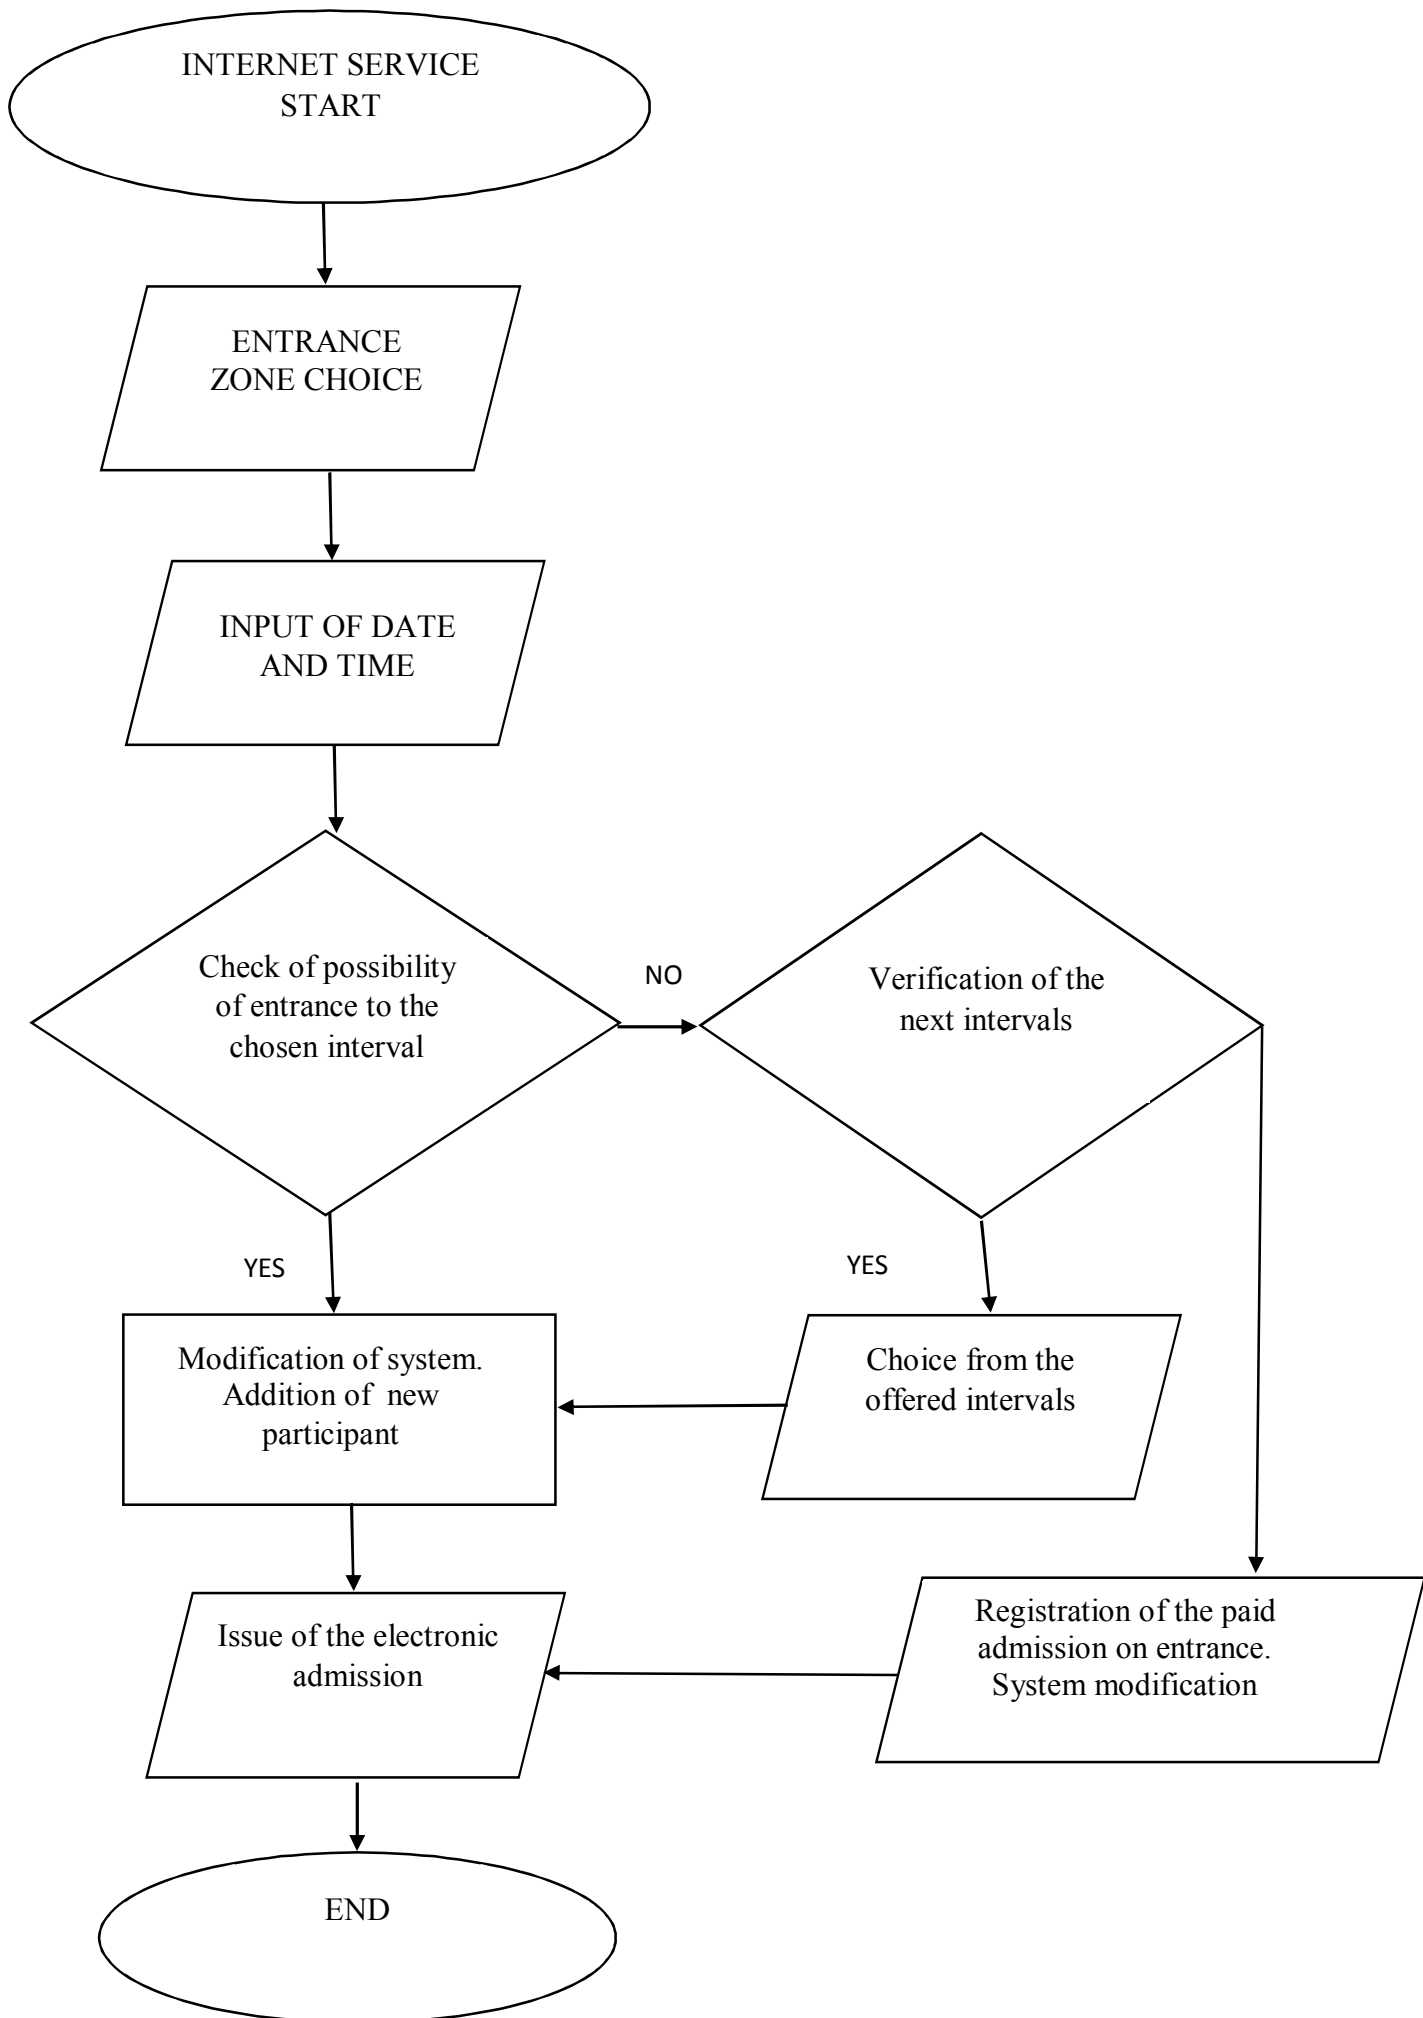 INTERNET SERVICE
START
ENTRANCE
ZONE CHOICE
INPUT OF DATE
AND TIME
Check of possibility
of entrance to the
chosen interval
NO
Verification of the
next intervals
YES
YES
Modification of system.
Addition of  new
participant
Choice from the
offered intervals
Issue of the electronic
admission
Registration of the paid
admission on entrance.
System modification
END